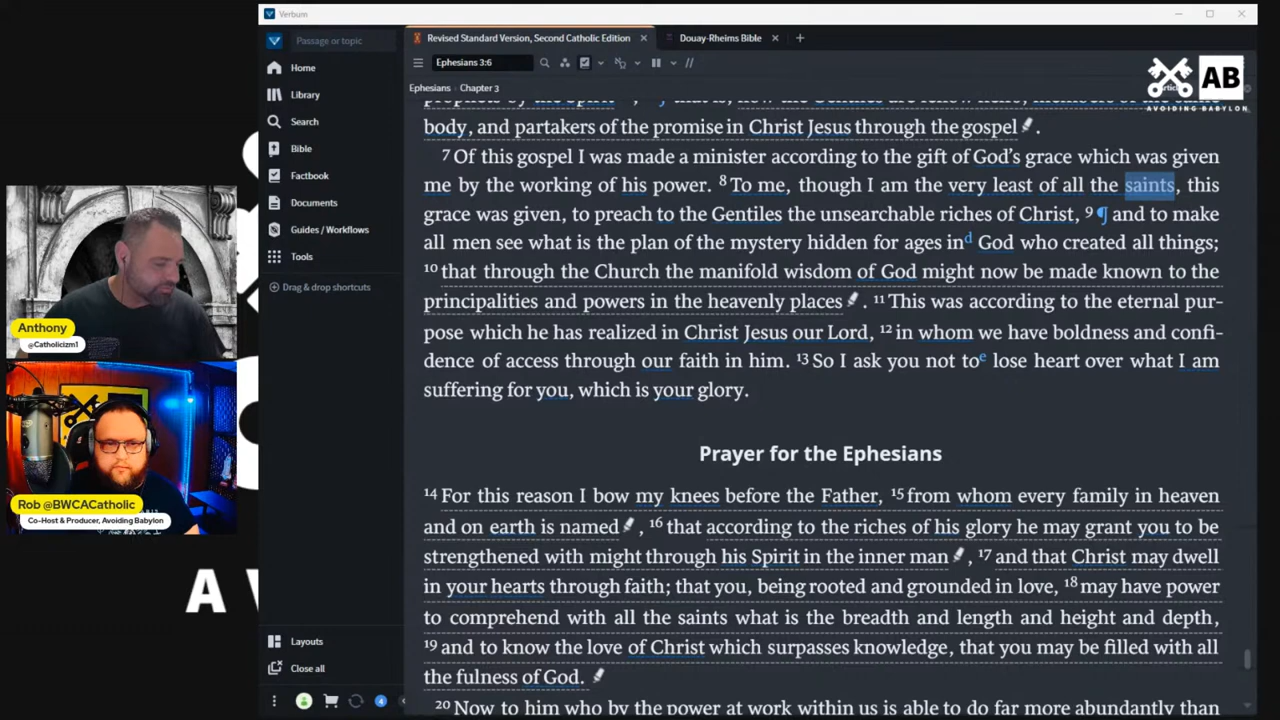 Verbum
Passage or topic
Home
Library
Search
Bible
Factbook
Documents
Guides / Workflows
Tools
Drag & drop shortcuts
Layouts
Close all
4
Revised Standard Version, Second Catholic Edition
Douay-Rheims Bible
Ephesians 3:6
Ephesians › Chapter 3
AB
AVOIDING BABYLON
body, and partakers of the promise in Christ Jesus through the gospel .
7 Of this gospel I was made a minister according to the gift of God's grace which was given
me by the working of his power. 8 To me, though I am the very least of all the saints, this
grace was given, to preach to the Gentiles the unsearchable riches of Christ, 9 ¶ and to make
all men see what is the plan of the mystery hidden for ages in d God who created all things;
10 that through the Church the manifold wisdom of God might now be made known to the
principalities and powers in the heavenly places . 11 This was according to the eternal pur-
pose which he has realized in Christ Jesus our Lord, 12 in whom we have boldness and confi-
dence of access through our faith in him. 13 So I ask you not to e lose heart over what I am
suffering for you, which is your glory.
Prayer for the Ephesians
14 For this reason I bow my knees before the Father, 15 from whom every family in heaven
and on earth is named , 16 that according to the riches of his glory he may grant you to be
strengthened with might through his Spirit in the inner man , 17 and that Christ may dwell
in your hearts through faith; that you, being rooted and grounded in love, 18 may have power
to comprehend with all the saints what is the breadth and length and height and depth,
19 and to know the love of Christ which surpasses knowledge, that you may be filled with all
the fulness of God.
20 Now to him who by the power at work within us is able to do far more abundantly than
Anthony
@Catholicizm1
Rob @BWCACatholic
Co-Host & Producer, Avoiding Babylon
A V